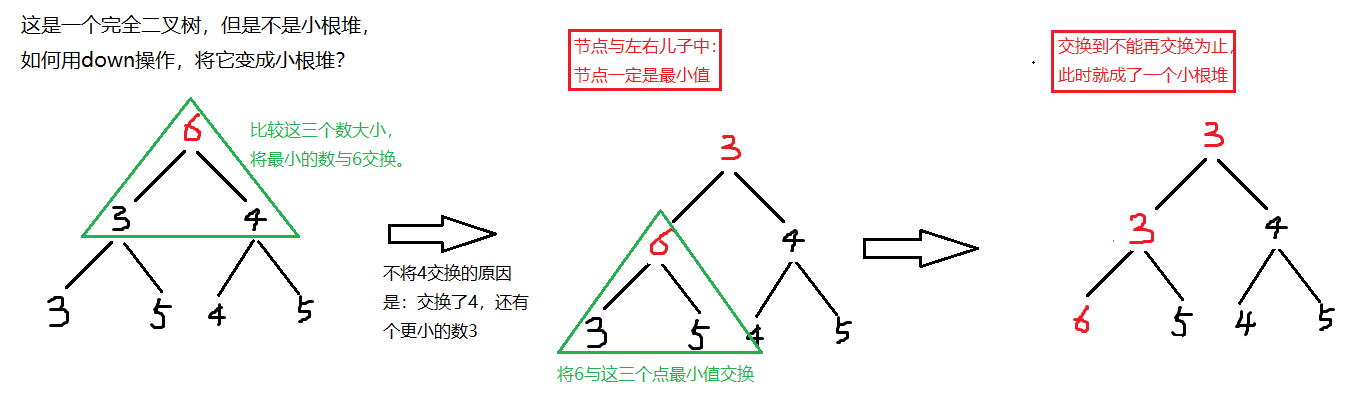 这是一个完全二叉树，但是不是小根堆，
如何用down操作，将它变成小根堆？
6
比较这三个数大小，
将最小的数与6交换。
3 4
3 5 4 5
不将4交换的原因
是：交换了4，还有
个更小的数3
节点与左右儿子中：
节点一定是最小值
3
6 4
3 5 4 5
将6与这三个点最小值交换
交换到不能再交换为止，
此时就成了一个小根堆
3
3 4
6 5 4 5